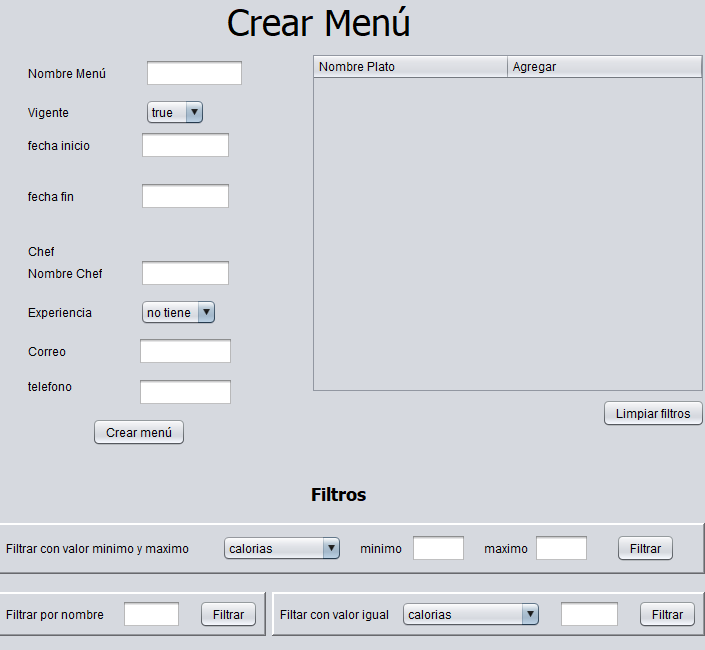 Crear Menú
Nombre Menú
Nombre Plato Agregar
Vigente true
fecha inicio
fecha fin
Chef
Nombre Chef
Experiencia no tiene
Correo
telefono
Limpiar filtros
Crear menú
Filtros
Filtrar con valor minimo y maximo calorias minimo maximo Filtrar
Filtrar por nombre Filtrar Filtar con valor igual calorias Filtrar